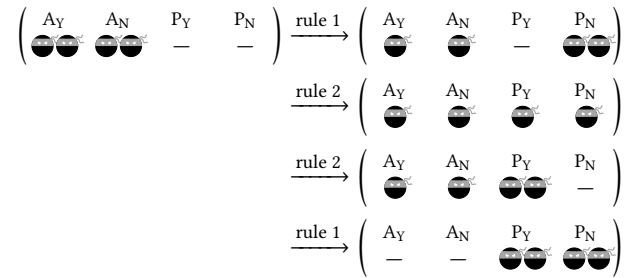 A_Y A_N P_Y P_N rule 1 A_Y A_N P_Y P_N
— — — 
rule 2 A_Y A_N P_Y P_N
rule 2 A_Y A_N P_Y P_N
—
rule 1 A_Y A_N P_Y P_N
— —